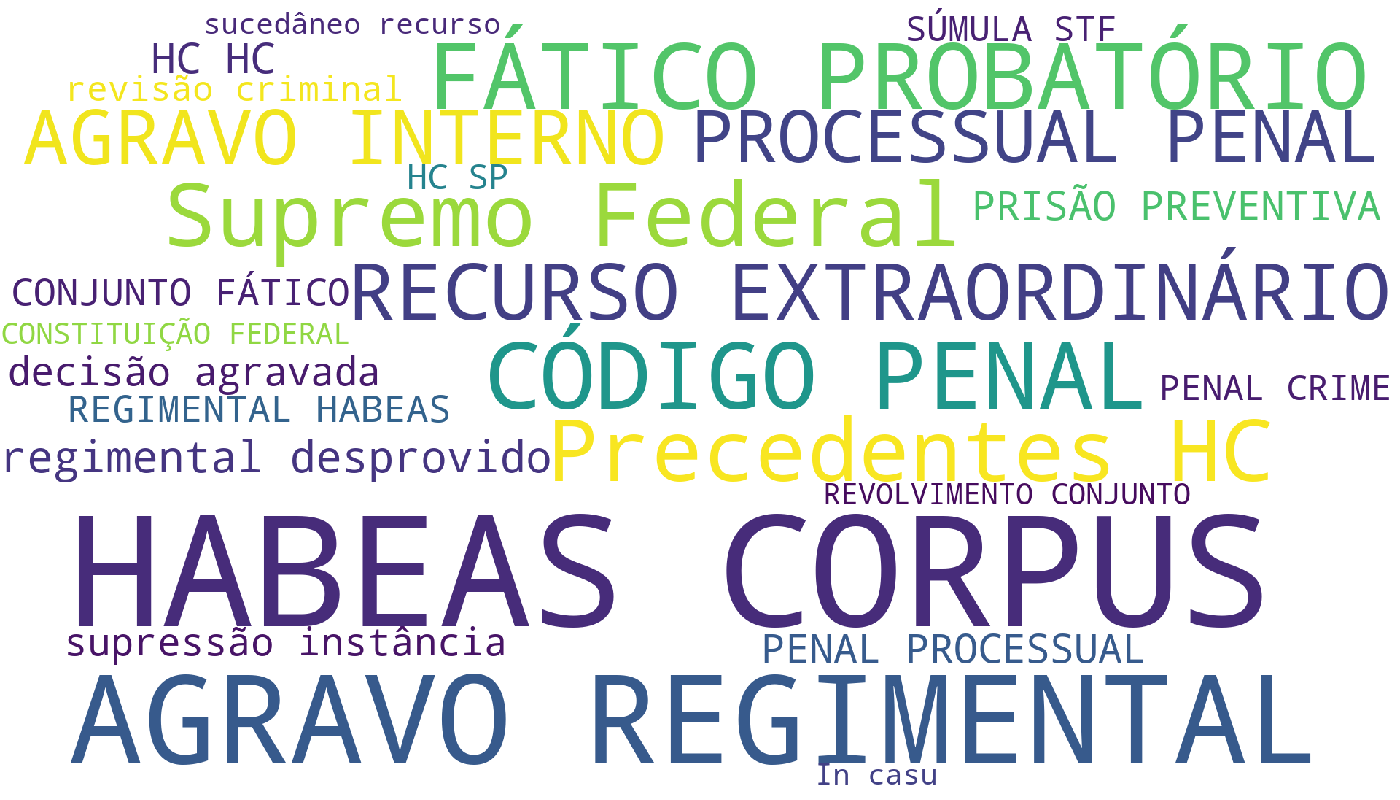 sucedâneo recurso
SÚMULA STF
HC HC
FÁTICO PROBATÓRIO
revisão criminal
AGRAVO INTERNO
PROCESSUAL PENAL
HC SP
Supremo Federal
PRISÃO PREVENTIVA
CONJUNTO FÁTICO
RECURSO EXTRAORDINÁRIO
CONSTITUIÇÃO FEDERAL
decisão agravada
CÓDIGO PENAL
PENAL CRIME
REGIMENTAL HABEAS
regimental desprovido
Precedentes HC
REVOLVIMENTO CONJUNTO
HABEAS CORPUS
supressão instância
PENAL PROCESSUAL
AGRAVO REGIMENTAL
In casu